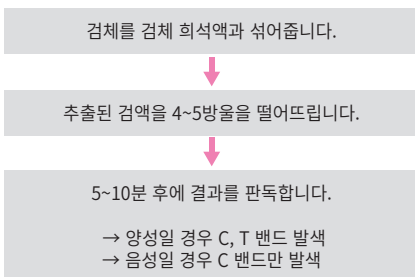 검체를 검체 희석액과 섞어줍니다.
추출된 검액을 4~5방울을 떨어뜨립니다.
5~10분 후에 결과를 판독합니다.
→ 양성일 경우 C, T 밴드 발색
→ 음성일 경우 C 밴드만 발색